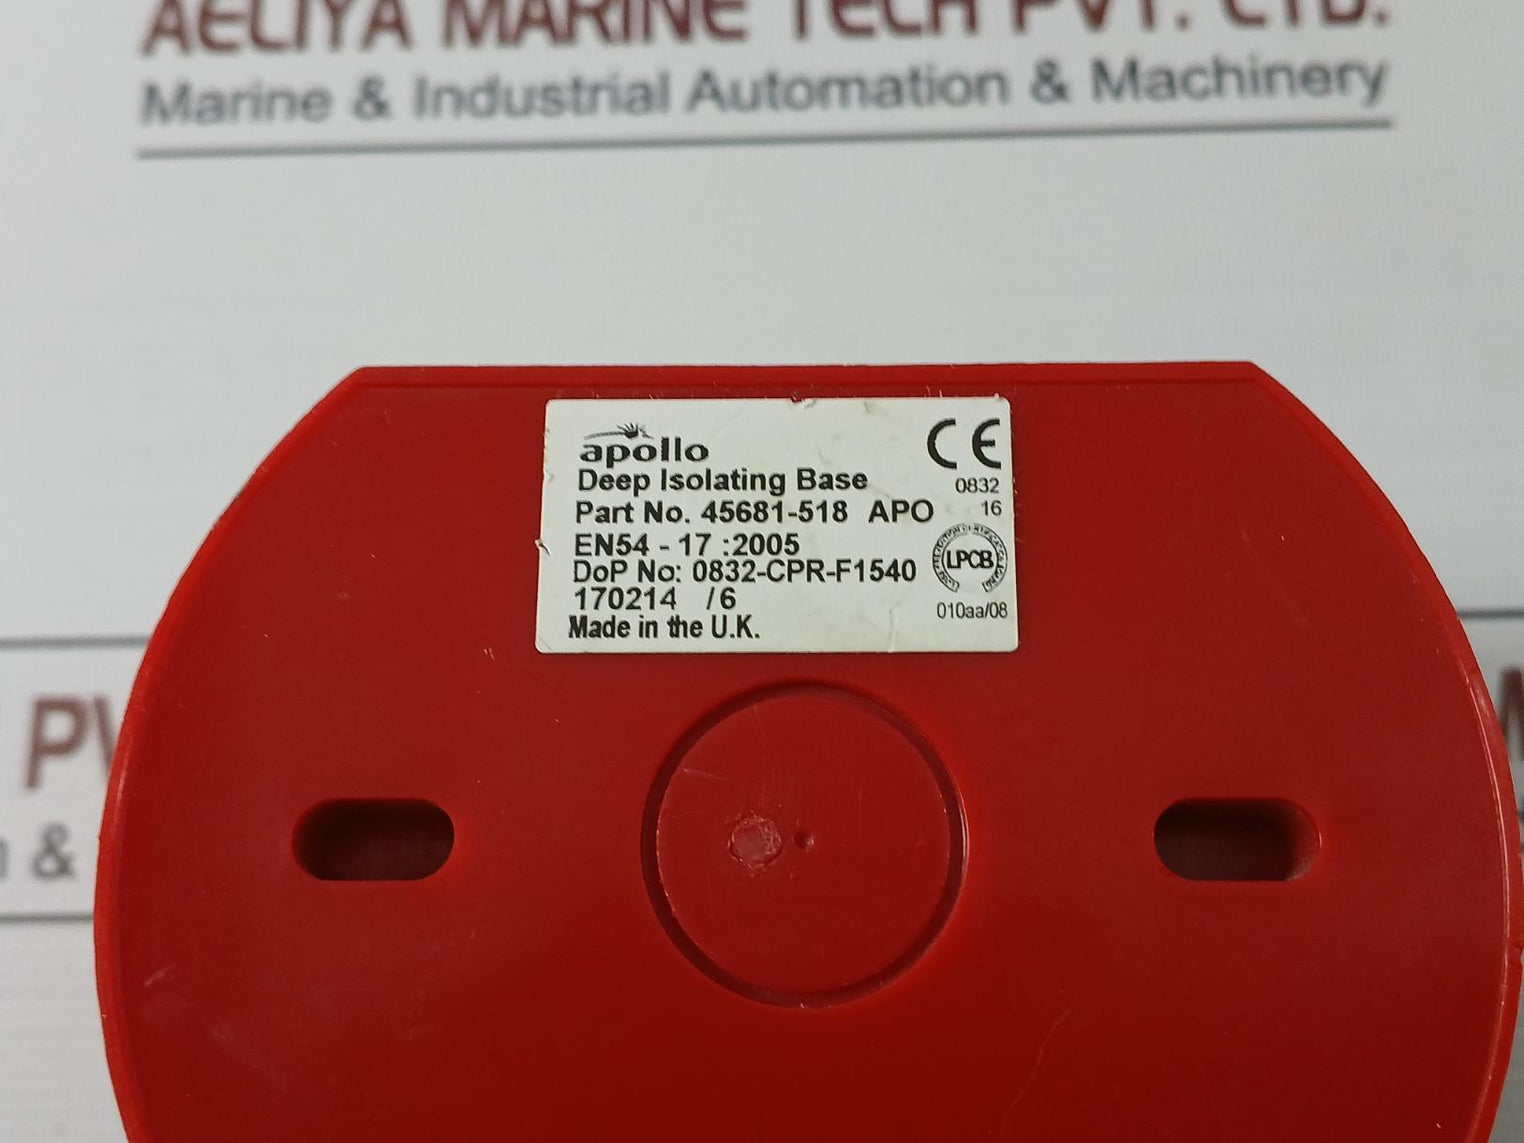 AELIYA MARINE TECH PVT. LTD.
Marine & Industrial Automation & Machinery
apollo
Deep Isolating Base
Part No. 45681-518 APO
EN54 - 17 :2005
DoP No: 0832-CPR-F1540
170214 /6
Made in the U.K.
CE
0832
16
LPCB
010aa/08
&